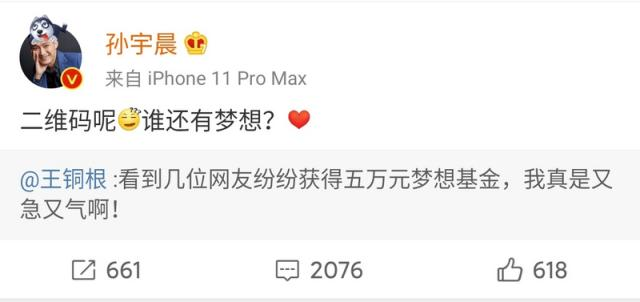 孙宇晨
来自 iPhone 11 Pro Max
二维码呢😴谁还有梦想？❤️
@王铜根 :看到几位网友纷纷获得五万元梦想基金，我真是又
急又气啊！
661 2076 618